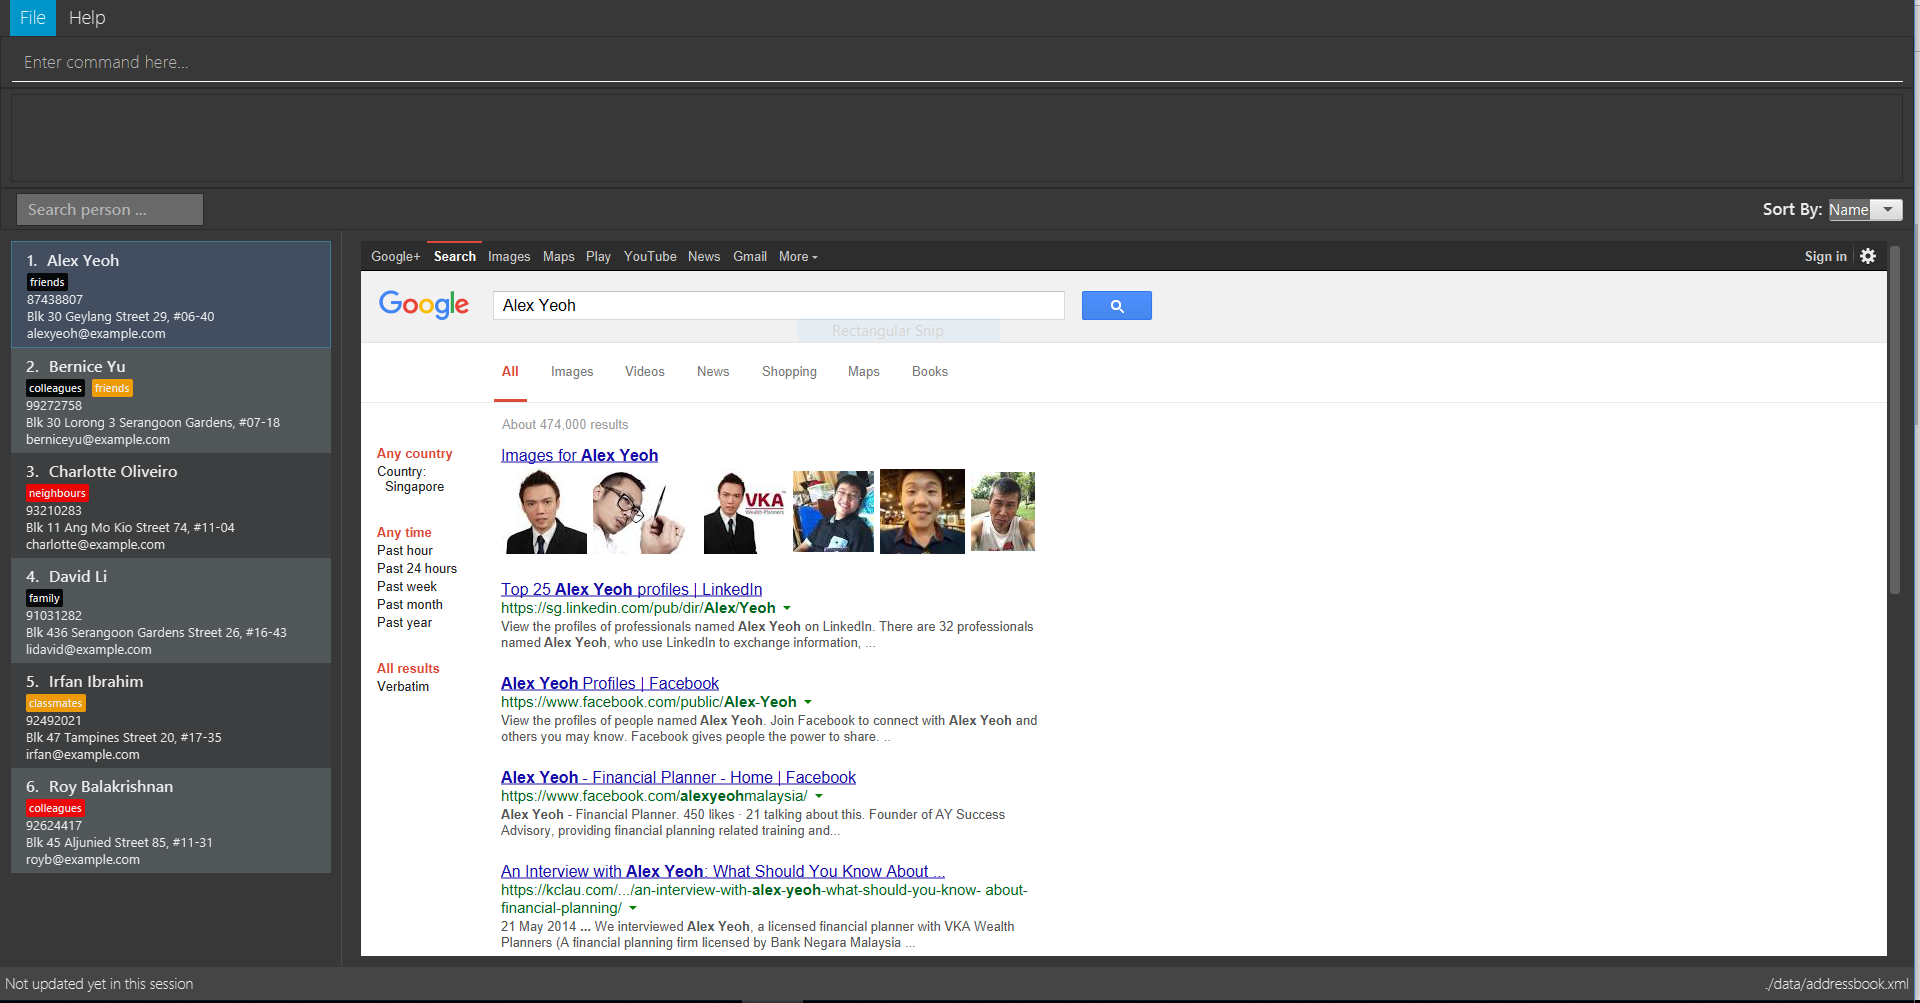 File Help
Enter command here...
Search person ...
Sort By: Name
1. Alex Yeoh
friends
87438807
Blk 30 Geylang Street 29, #06-40
alexyeoh@example.com
2. Bernice Yu
colleagues friends
99272758
Blk 30 Lorong 3 Serangoon Gardens, #07-18
berniceyu@example.com
3. Charlotte Oliveiro
neighbours
93210283
Blk 11 Ang Mo Kio Street 74, #11-04
charlotte@example.com
4. David Li
family
91031282
Blk 436 Serangoon Gardens Street 26, #16-43
lidavid@example.com
5. Irfan Ibrahim
classmates
92492021
Blk 47 Tampines Street 20, #17-35
irfan@example.com
6. Roy Balakrishnan
colleagues
92624417
Blk 45 Aljunied Street 85, #11-31
royb@example.com
Google+ Search Images Maps Play YouTube News Gmail More
Sign in
Google
Alex Yeoh
Rectangular Snip
All Images Videos News Shopping Maps Books
About 474,000 results
Any country
Country:
Singapore
Any time
Past hour
Past 24 hours
Past week
Past month
Past year
All results
Verbatim
Images for Alex Yeoh
VKA
Wealth Planners
Top 25 Alex Yeoh profiles | LinkedIn
https://sg.linkedin.com/pub/dir/Alex/Yeoh
View the profiles of professionals named Alex Yeoh on LinkedIn. There are 32 professionals
named Alex Yeoh, who use LinkedIn to exchange information, ...
Alex Yeoh Profiles | Facebook
https://www.facebook.com/public/Alex-Yeoh
View the profiles of people named Alex Yeoh. Join Facebook to connect with Alex Yeoh and
others you may know. Facebook gives people the power to share. ..
Alex Yeoh - Financial Planner - Home | Facebook
https://www.facebook.com/alexyeohmalaysia/
Alex Yeoh - Financial Planner. 450 likes · 21 talking about this. Founder of AY Success
Advisory, providing financial planning related training and...
An Interview with Alex Yeoh: What Should You Know About ...
https://kclau.com/.../an-interview-with-alex-yeoh-what-should-you-know- about-
financial-planning/
21 May 2014 ... We interviewed Alex Yeoh, a licensed financial planner with VKA Wealth
Planners (A financial planning firm licensed by Bank Negara Malaysia ...
Not updated yet in this session
./data/addressbook.xml